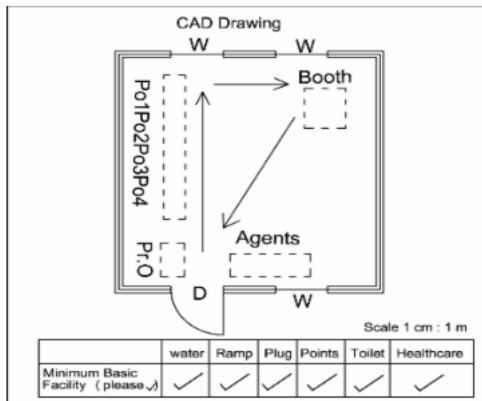 CAD Drawing
W W
Booth
Po1Po2Po3Po4
Pr.O
Agents
D
W
Scale 1 cm : 1 m
water Ramp Plug Points Toilet Healthcare
Minimum Basic
Facility ( please ✓)
✓ ✓ ✓ ✓ ✓ ✓